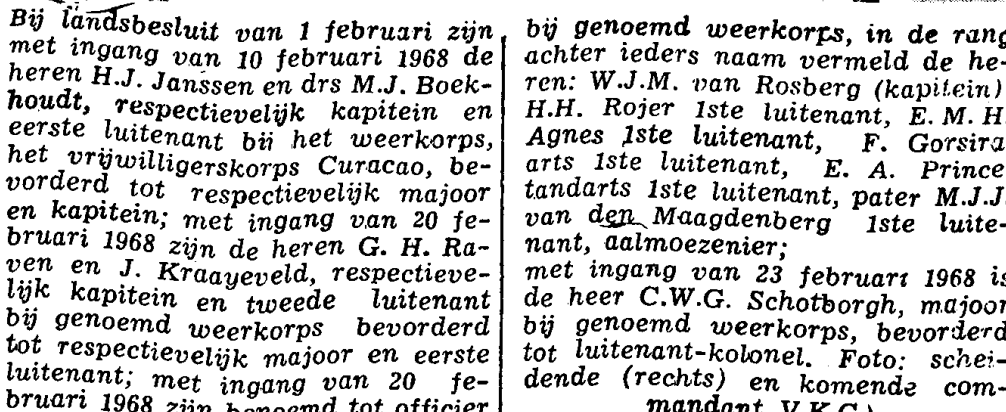 Bij landsbesluit van 1 februari zijn
met ingang van 10 februari 1968 de
heren H.J. Janssen en drs M.J. Boek-
houdt, respectievelijk kapitein en
eerste luitenant bij het weerkorps,
het vrijwilligerskorps Curacao, be-
vorderd tot respectievelijk majoor
en kapitein; met ingang van 20 fe-
bruari 1968 zijn de heren G. H. Ra-
ven en J. Kraayeveld, respectieve-
lijk kapitein en tweede luitenant
bij genoemd weerkorps bevorderd
tot respectievelijk majoor en eerste
luitenant; met ingang van 20 fe-
bruari 1968 zijn benoemd tot officier
bij genoemd weerkorps, in de rang
achter ieders naam vermeld de he-
ren: W.J.M. van Rosberg (kapitein)
H.H. Rojer 1ste luitenant, E. M. H.
Agnes 1ste luitenant, F. Gorsira
arts 1ste luitenant, E. A. Prince
tandarts 1ste luitenant, pater M.J.J.
van den Maagdenberg 1ste luite-
nant, aalmoezenier;
met ingang van 23 februari 1968 is
de heer C.W.G. Schotborgh, majoor
bij genoemd weerkorps, bevorderd
tot luitenant-kolonel. Foto: schei-
dende (rechts) en komende com-
mandant V.K.C.)